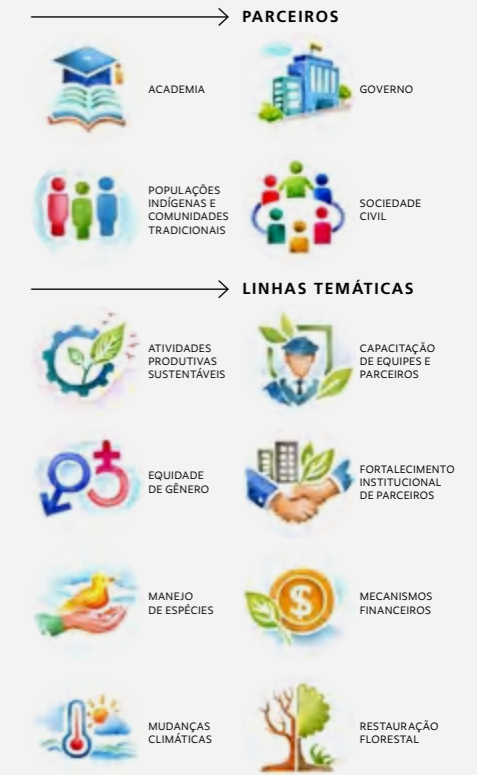 PARCEIROS
ACADEMIA
GOVERNO
POPULAÇÕES
INDÍGENAS E
COMUNIDADES
TRADICIONAIS
SOCIEDADE
CIVIL
LINHAS TEMÁTICAS
ATIVIDADES
PRODUTIVAS
SUSTENTÁVEIS
CAPACITAÇÃO
DE EQUIPES E
PARCEIROS
EQUIDADE
DE GÊNERO
FORTALECIMENTO
INSTITUCIONAL
DE PARCEIROS
MANEJO
DE ESPÉCIES
MECANISMOS
FINANCEIROS
MUDANÇAS
CLIMÁTICAS
RESTAURAÇÃO
FLORESTAL